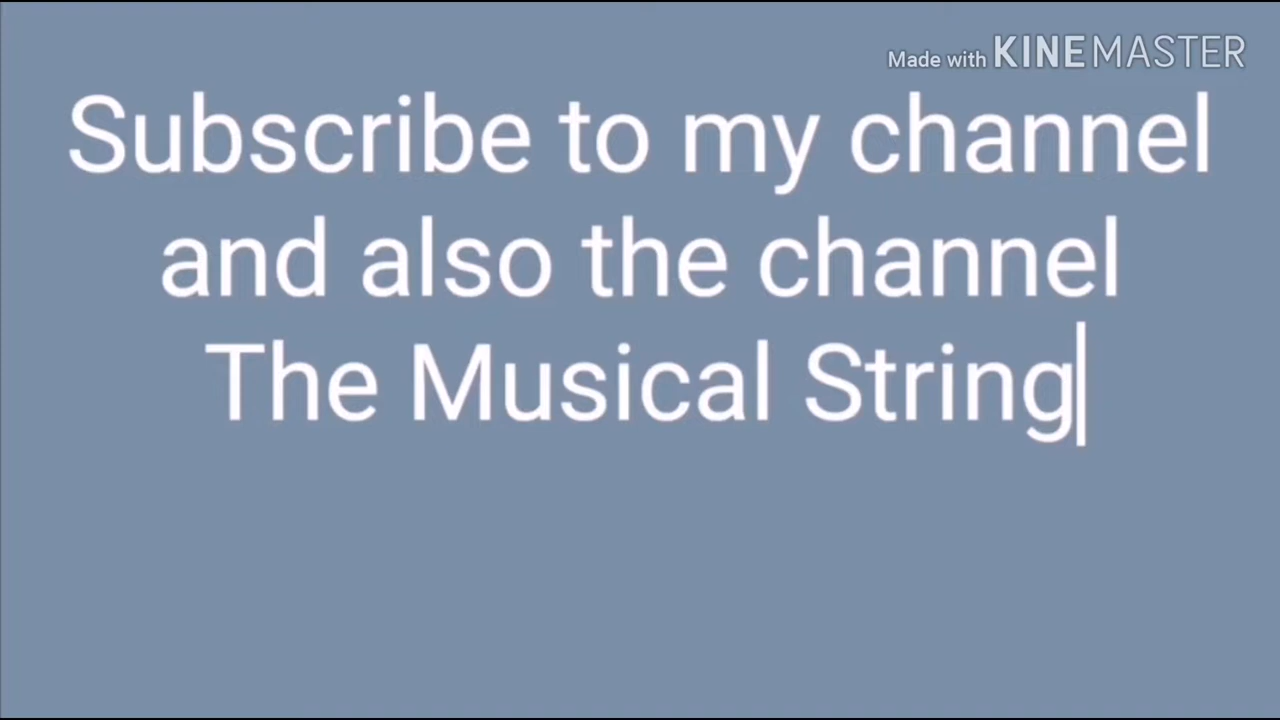 Made with KINEMASTER
Subscribe to my channel
and also the channel
The Musical String